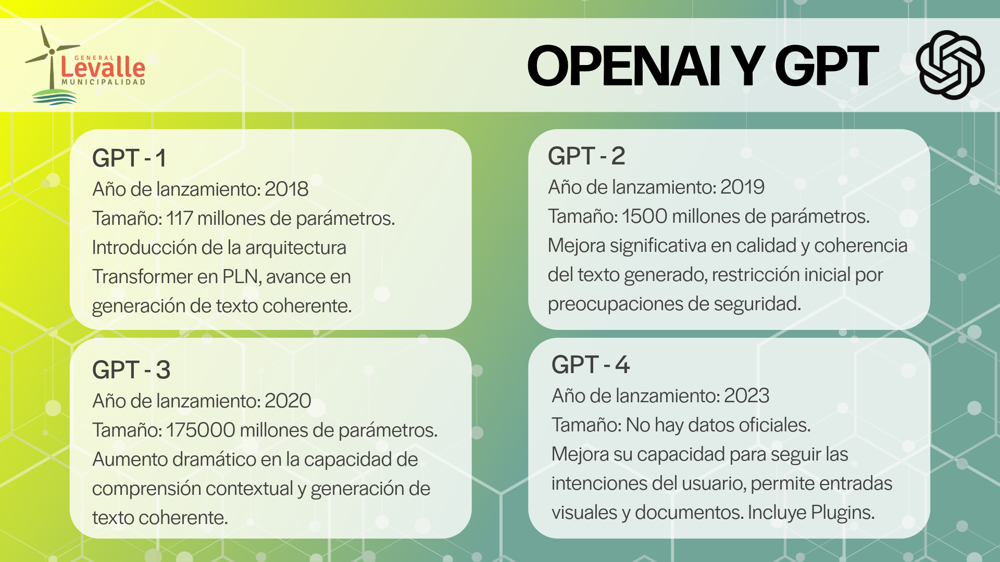 GENERAL
Levalle
MUNICIPALIDAD
OPENAI Y GPT
GPT - 1
Año de lanzamiento: 2018
Tamaño: 117 millones de parámetros.
Introducción de la arquitectura
Transformer en PLN, avance en
generación de texto coherente.
GPT - 2
Año de lanzamiento: 2019
Tamaño: 1500 millones de parámetros.
Mejora significativa en calidad y coherencia
del texto generado, restricción inicial por
preocupaciones de seguridad.
GPT - 3
Año de lanzamiento: 2020
Tamaño: 175000 millones de parámetros.
Aumento dramático en la capacidad de
comprensión contextual y generación de
texto coherente.
GPT - 4
Año de lanzamiento: 2023
Tamaño: No hay datos oficiales.
Mejora su capacidad para seguir las
intenciones del usuario, permite entradas
visuales y documentos. Incluye Plugins.